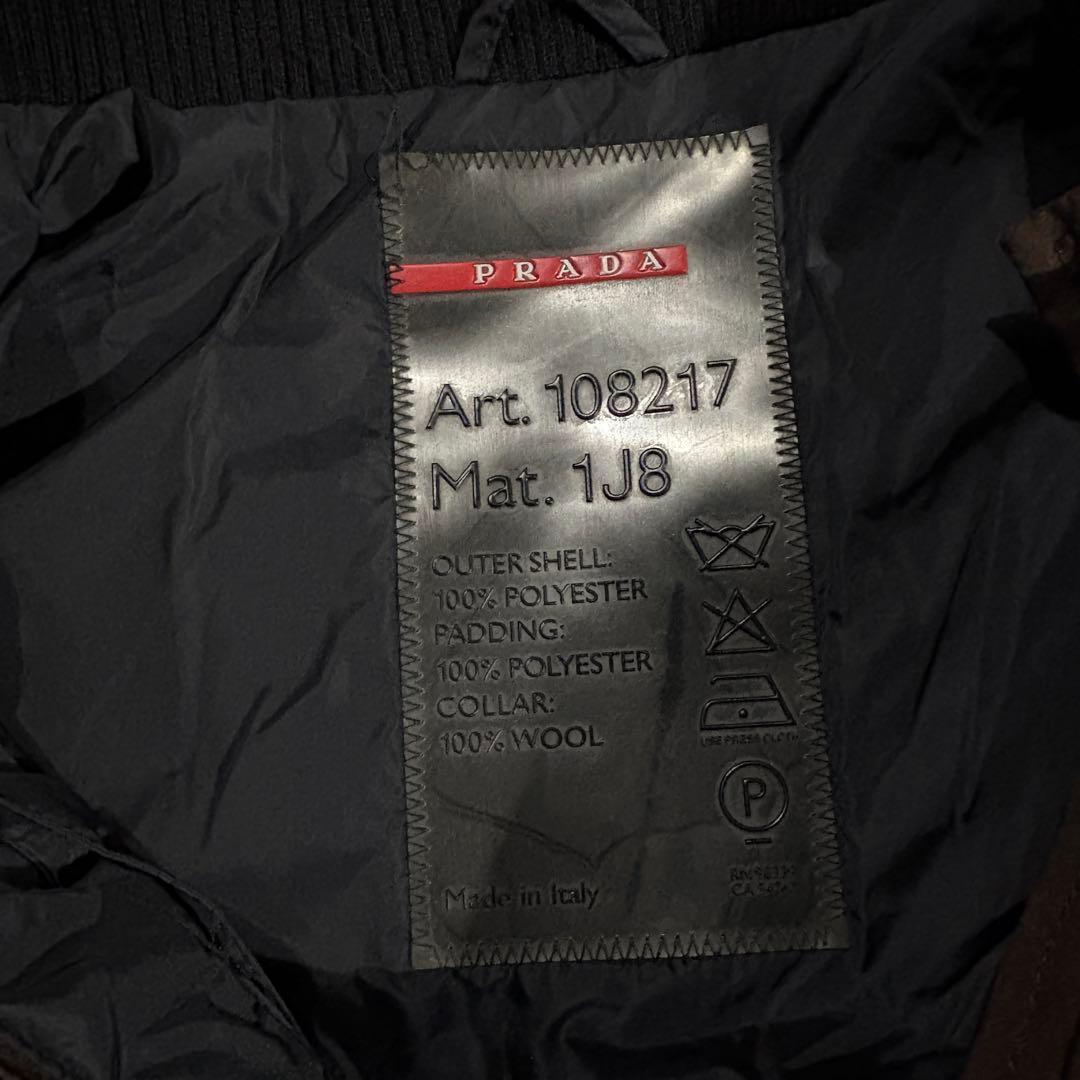 PRADA
Art. 108217
Mat. 1J8
OUTER SHELL:
100% POLYESTER
PADDING:
100% POLYESTER
COLLAR:
100% WOOL
USE PRESS CLOTH
P
Made in Italy